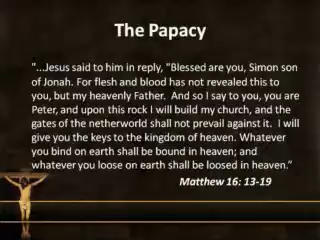 The Papacy
"...Jesus said to him in reply, "Blessed are you, Simon son
of Jonah. For flesh and blood has not revealed this to
you, but my heavenly Father.  And so I say to you, you are
Peter, and upon this rock I will build my church, and the
gates of the netherworld shall not prevail against it.  I will
give you the keys to the kingdom of heaven. Whatever
you bind on earth shall be bound in heaven; and
whatever you loose on earth shall be loosed in heaven."
Matthew 16: 13-19